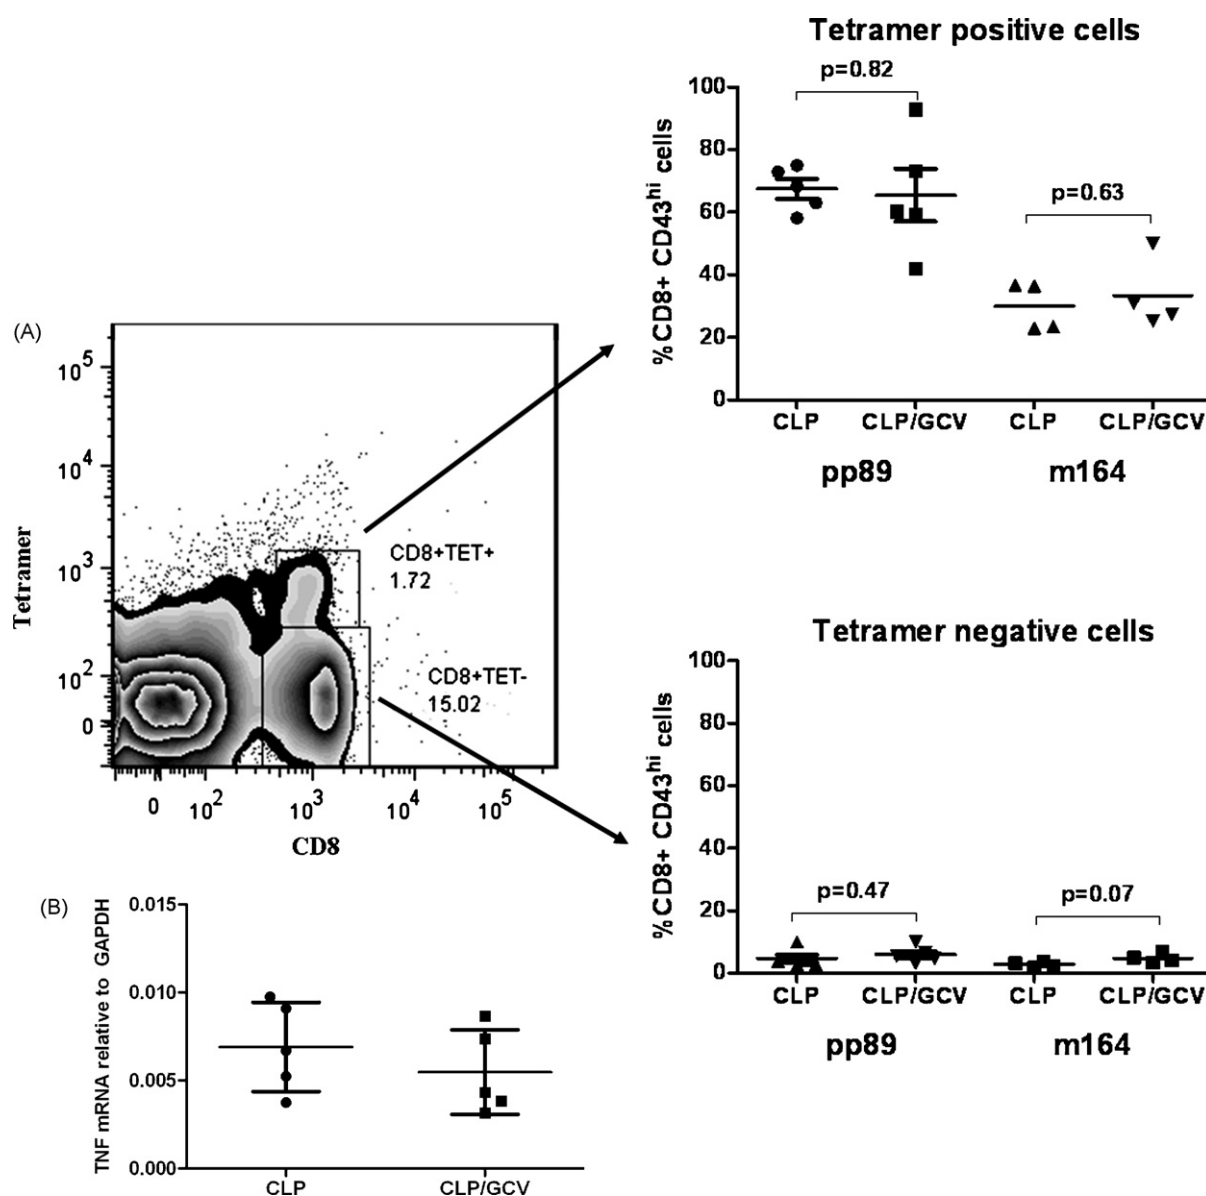 (A)
Tetramer
10^5
10^4
10^3
10^2
0
CD8+TET+
1.72
CD8+TET-
15.02
0 10^2 10^3 10^4 10^5
CD8
Tetramer positive cells
%CD8+ CD43^hi cells
100
80
60
40
20
0
p=0.82
p=0.63
CLP CLP/GCV CLP CLP/GCV
pp89 m164
Tetramer negative cells
%CD8+ CD43^hi cells
100
80
60
40
20
0
p=0.47
p=0.07
CLP CLP/GCV CLP CLP/GCV
pp89 m164
(B)
TNF mRNA relative to GAPDH
0.015
0.010
0.005
0.000
CLP CLP/GCV